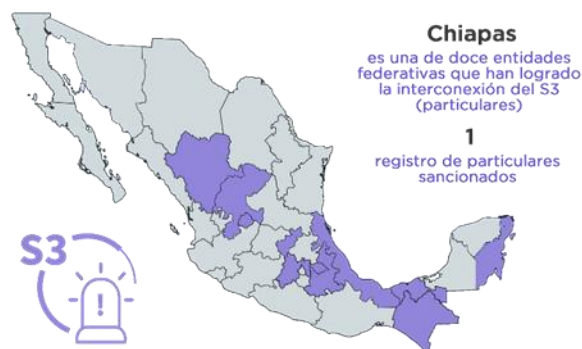 Chiapas
es una de doce entidades
federativas que han logrado
la interconexión del S3
(particulares)
1
registro de particulares
sancionados
S3
!